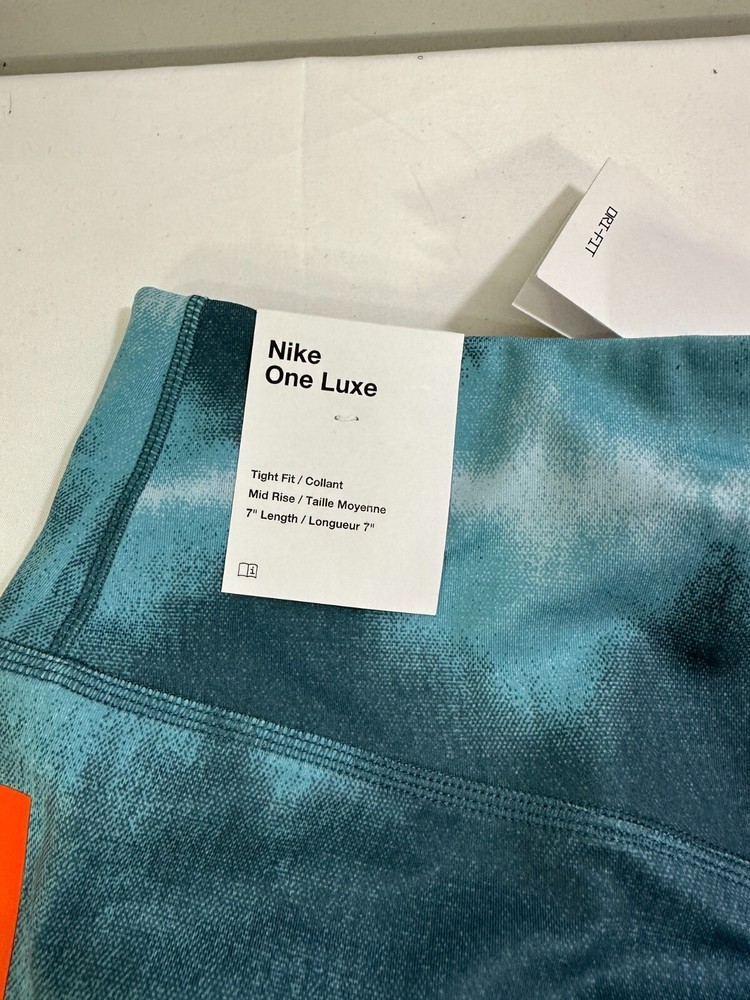 DRI-FIT
Nike
One Luxe
Tight Fit / Collant
Mid Rise / Taille Moyenne
7" Length / Longueur 7"
i